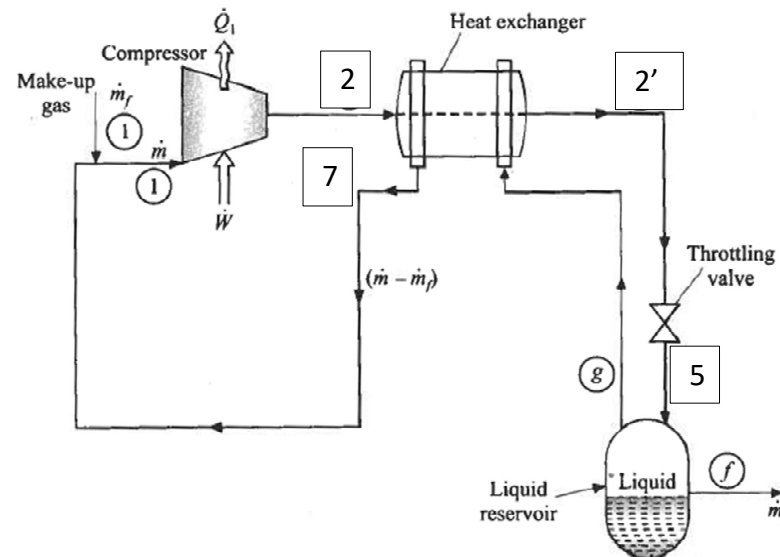 Q̇₁
Heat exchanger
Compressor
Make-up
gas
ṁf
2
2’
1
ṁ
1
7
Ẇ
(ṁ – ṁf)
Throttling
valve
g
5
Liquid
Liquid
reservoir
f
ṁ